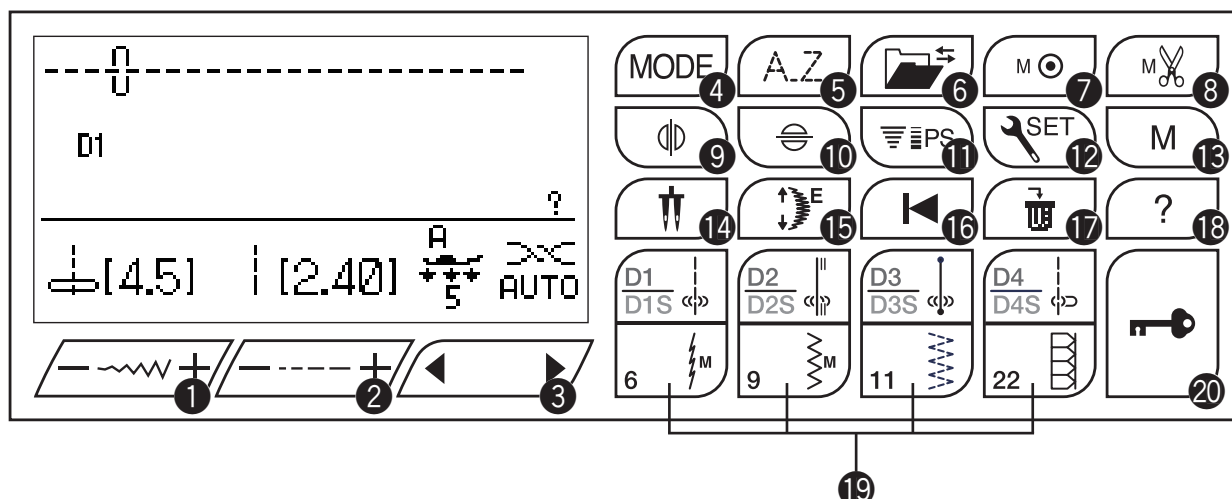 MODE 4
A..Z 5
6
M 7
M 8
D1
9
10
PS 11
SET 12
M 13
?
14
E 15
16
17
? 18
[4.5] [2.40] A 5 AUTO
D1 D1S
D2 D2S
D3 D3S
D4 D4S
6 M
9 M
11
22
20
- + 1
- + 2
3
19